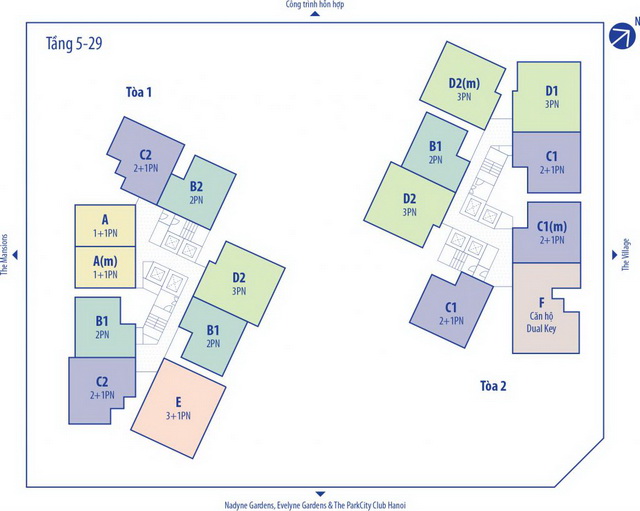 Công trình hỗn hợp
N
Tầng 5-29
Tòa 1
C2
2+1PN
B2
2PN
A
1+1PN
A(m)
1+1PN
B1
2PN
C2
2+1PN
D2
3PN
B1
2PN
E
3+1PN
D2(m)
3PN
D1
3PN
B1
2PN
C1
2+1PN
D2
3PN
C1(m)
2+1PN
C1
2+1PN
F
Căn hộ
Dual Key
Tòa 2
The Mansions
The Village
Nadyne Gardens, Evelyne Gardens & The ParkCity Club Hanoi